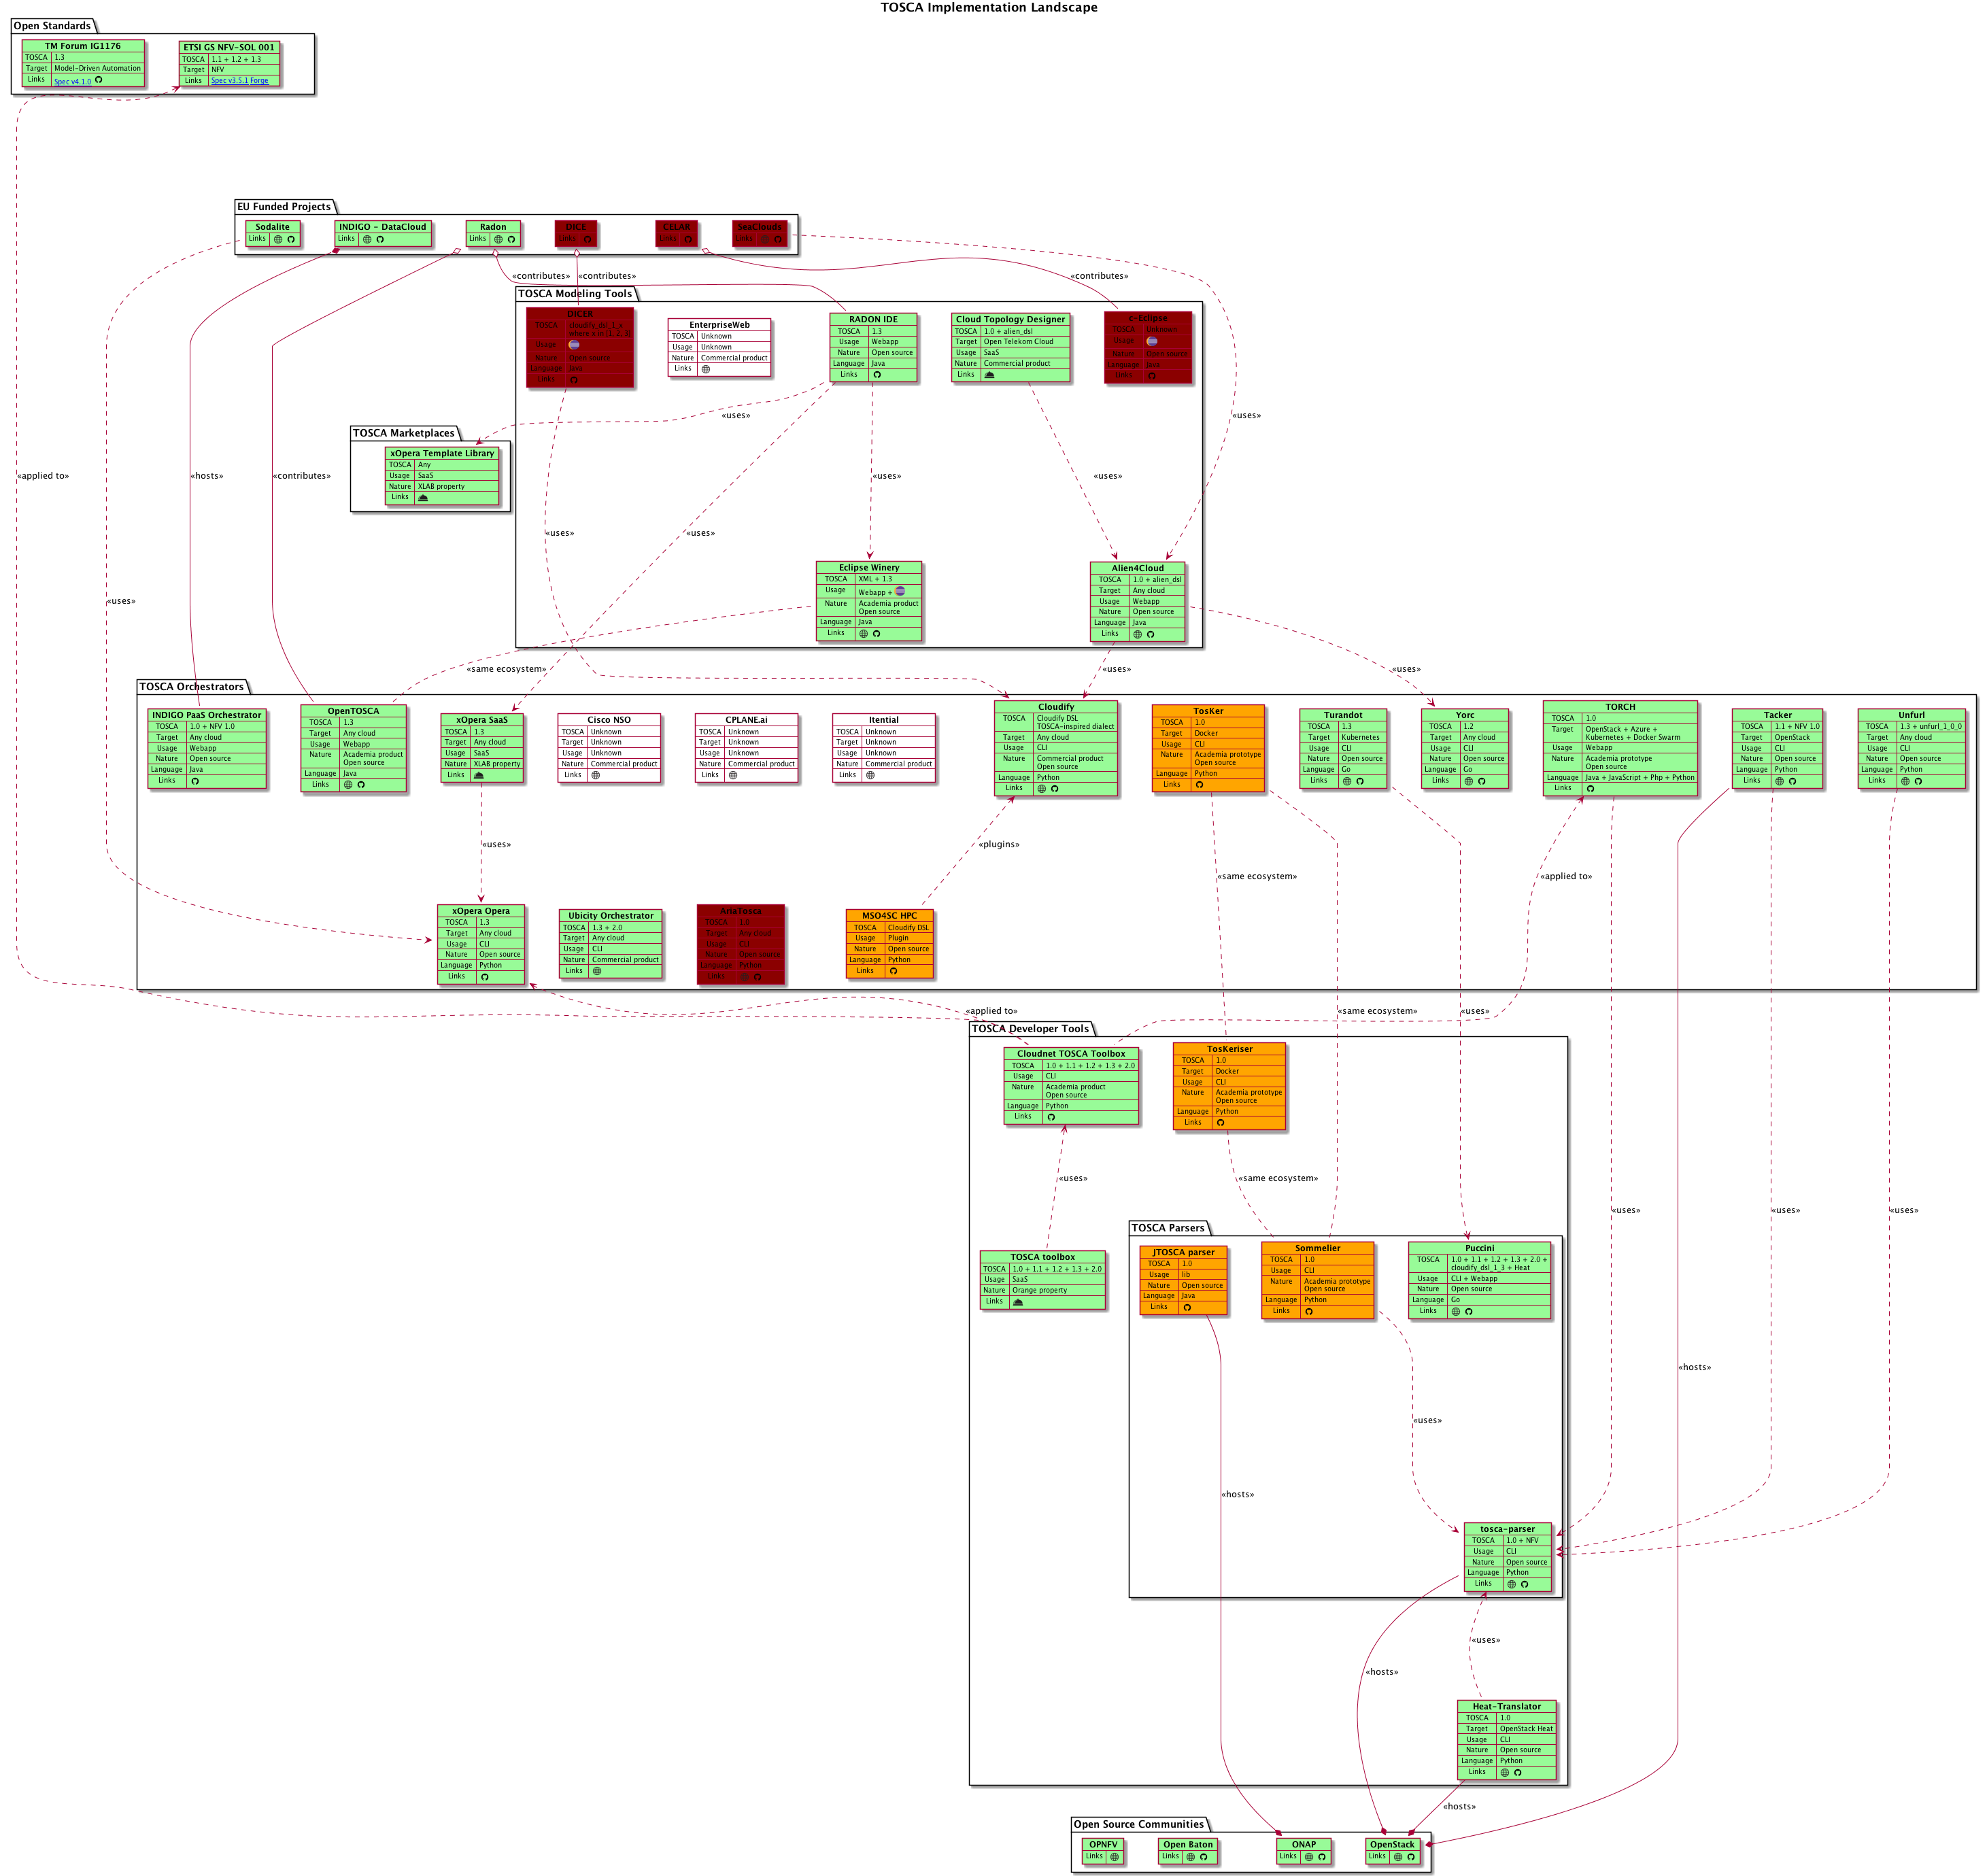 TOSCA Implementation Landscape
Open Standards
TM Forum IG1176
TOSCA 1.3
Target Model-Driven Automation
Links Spec v4.1.0
ETSI GS NFV-SOL 001
TOSCA 1.1 + 1.2 + 1.3
Target NFV
Links Spec v3.5.1 Forge
EU Funded Projects
Sodalite
Links
INDIGO - DataCloud
Links
Radon
Links
DICE
Links
CELAR
Links
SeaClouds
Links
«contributes»
«contributes»
«contributes»
TOSCA Modeling Tools
DICER
TOSCA cloudify_dsl_1_x
where x in [1, 2, 3]
Usage
Nature Open source
Language Java
Links
EnterpriseWeb
TOSCA Unknown
Usage Unknown
Nature Commercial product
Links
RADON IDE
TOSCA 1.3
Usage Webapp
Nature Open source
Language Java
Links
Cloud Topology Designer
TOSCA 1.0 + alien_dsl
Target Open Telekom Cloud
Usage SaaS
Nature Commercial product
Links
c-Eclipse
TOSCA Unknown
Usage
Nature Open source
Language Java
Links
«uses»
«uses»
TOSCA Marketplaces
xOpera Template Library
TOSCA Any
Usage SaaS
Nature XLAB property
Links
«applied to»
«hosts»
«contributes»
«uses»
«uses»
«uses»
«uses»
«uses»
Eclipse Winery
TOSCA XML + 1.3
Usage Webapp +
Nature Academia product
Open source
Language Java
Links
Alien4Cloud
TOSCA 1.0 + alien_dsl
Target Any cloud
Usage Webapp
Nature Open source
Language Java
Links
«same ecosystem»
«uses»
«uses»
TOSCA Orchestrators
INDIGO PaaS Orchestrator
TOSCA 1.0 + NFV 1.0
Target Any cloud
Usage Webapp
Nature Open source
Language Java
Links
OpenTOSCA
TOSCA 1.3
Target Any cloud
Usage Webapp
Nature Academia product
Open source
Language Java
Links
xOpera SaaS
TOSCA 1.3
Target Any cloud
Usage SaaS
Nature XLAB property
Links
Cisco NSO
TOSCA Unknown
Target Unknown
Usage Unknown
Nature Commercial product
Links
CPLANE.ai
TOSCA Unknown
Target Unknown
Usage Unknown
Nature Commercial product
Links
Itential
TOSCA Unknown
Target Unknown
Usage Unknown
Nature Commercial product
Links
Cloudify
TOSCA Cloudify DSL
TOSCA-inspired dialect
Target Any cloud
Usage CLI
Nature Commercial product
Open source
Language Python
Links
TosKer
TOSCA 1.0
Target Docker
Usage CLI
Nature Academia prototype
Open source
Language Python
Links
Turandot
TOSCA 1.3
Target Kubernetes
Usage CLI
Nature Open source
Language Go
Links
Yorc
TOSCA 1.2
Target Any cloud
Usage CLI
Nature Open source
Language Go
Links
TORCH
TOSCA 1.0
Target OpenStack + Azure +
Kubernetes + Docker Swarm
Usage Webapp
Nature Academia prototype
Open source
Language Java + JavaScript + Php + Python
Links
Tacker
TOSCA 1.1 + NFV 1.0
Target OpenStack
Usage CLI
Nature Open source
Language Python
Links
Unfurl
TOSCA 1.3 + unfurl_1_0_0
Target Any cloud
Usage CLI
Nature Open source
Language Python
Links
«uses»
«plugins»
«same ecosystem»
«applied to»
xOpera Opera
TOSCA 1.3
Target Any cloud
Usage CLI
Nature Open source
Language Python
Links
Ubicity Orchestrator
TOSCA 1.3 + 2.0
Target Any cloud
Usage CLI
Nature Commercial product
Links
AriaTosca
TOSCA 1.0
Target Any cloud
Usage CLI
Nature Open source
Language Python
Links
MSO4SC HPC
TOSCA Cloudify DSL
Usage Plugin
Nature Open source
Language Python
Links
«applied to»
«same ecosystem»
«uses»
TOSCA Developer Tools
Cloudnet TOSCA Toolbox
TOSCA 1.0 + 1.1 + 1.2 + 1.3 + 2.0
Usage CLI
Nature Academia product
Open source
Language Python
Links
TosKeriser
TOSCA 1.0
Target Docker
Usage CLI
Nature Academia prototype
Open source
Language Python
Links
«uses»
«same ecosystem»
«uses»
«uses»
«uses»
TOSCA Parsers
TOSCA toolbox
TOSCA 1.0 + 1.1 + 1.2 + 1.3 + 2.0
Usage SaaS
Nature Orange property
Links
JTOSCA parser
TOSCA 1.0
Usage lib
Nature Open source
Language Java
Links
Sommelier
TOSCA 1.0
Usage CLI
Nature Academia prototype
Open source
Language Python
Links
Puccini
TOSCA 1.0 + 1.1 + 1.2 + 1.3 + 2.0 +
cloudify_dsl_1_3 + Heat
Usage CLI + Webapp
Nature Open source
Language Go
Links
«hosts»
«uses»
«hosts»
tosca-parser
TOSCA 1.0 + NFV
Usage CLI
Nature Open source
Language Python
Links
«uses»
«hosts»
Heat-Translator
TOSCA 1.0
Target OpenStack Heat
Usage CLI
Nature Open source
Language Python
Links
«hosts»
Open Source Communities
OPNFV
Links
Open Baton
Links
ONAP
Links
OpenStack
Links